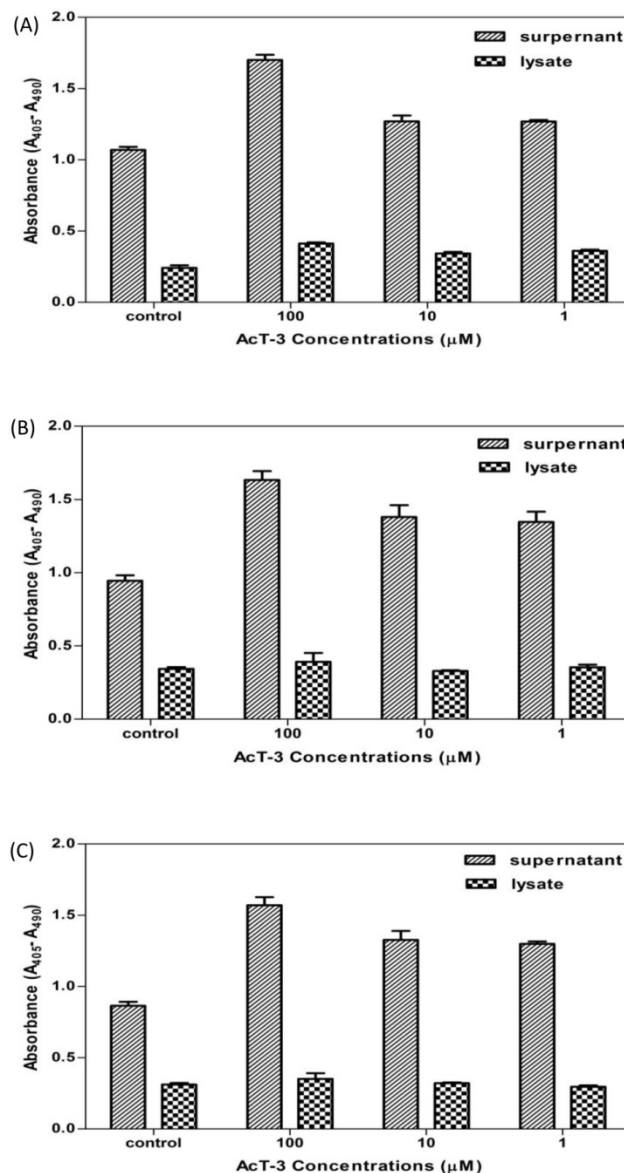 (A)
2.0
1.5
1.0
0.5
0.0
Absorbance (A₄₀₅- A₄₉₀)
surpernant
lysate
control 100 10 1
AcT-3 Concentrations (μM)
(B)
2.0
1.5
1.0
0.5
0.0
Absorbance (A₄₀₅- A₄₉₀)
surpernant
lysate
control 100 10 1
AcT-3 Concentrations (μM)
(C)
2.0
1.5
1.0
0.5
0.0
Absorbance (A₄₀₅- A₄₉₀)
supernatant
lysate
control 100 10 1
AcT-3 Concentrations (μM)